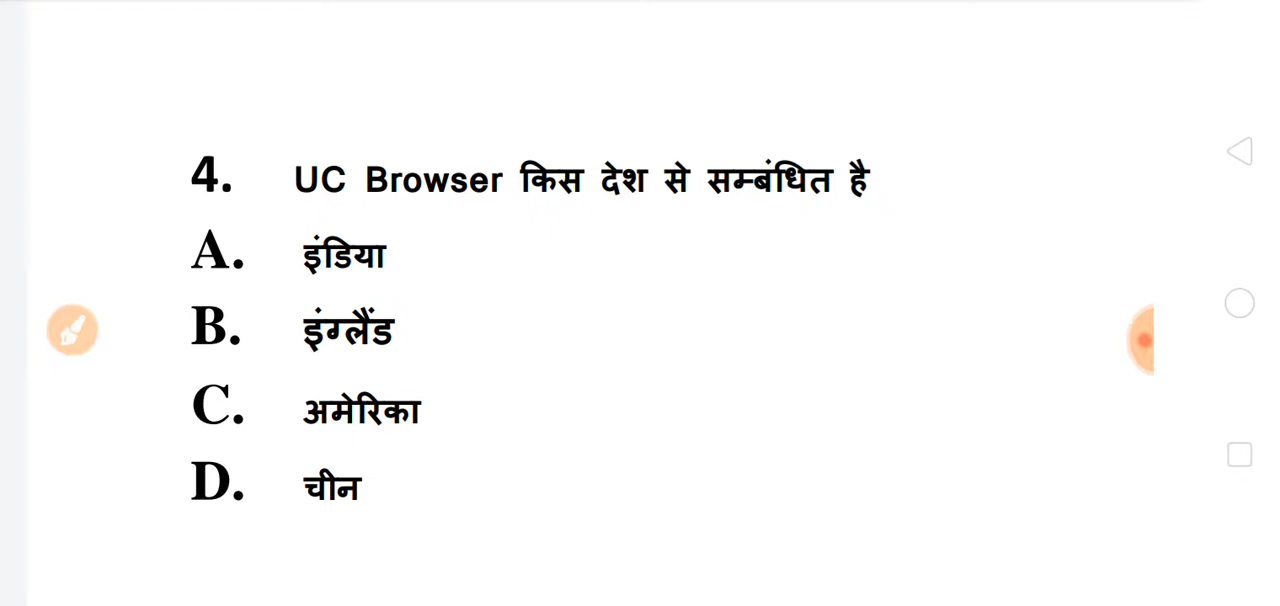 4. UC Browser किस देश से सम्बंधित है
A. इंडिया
B. इंग्लैंड
C. अमेरिका
D. चीन